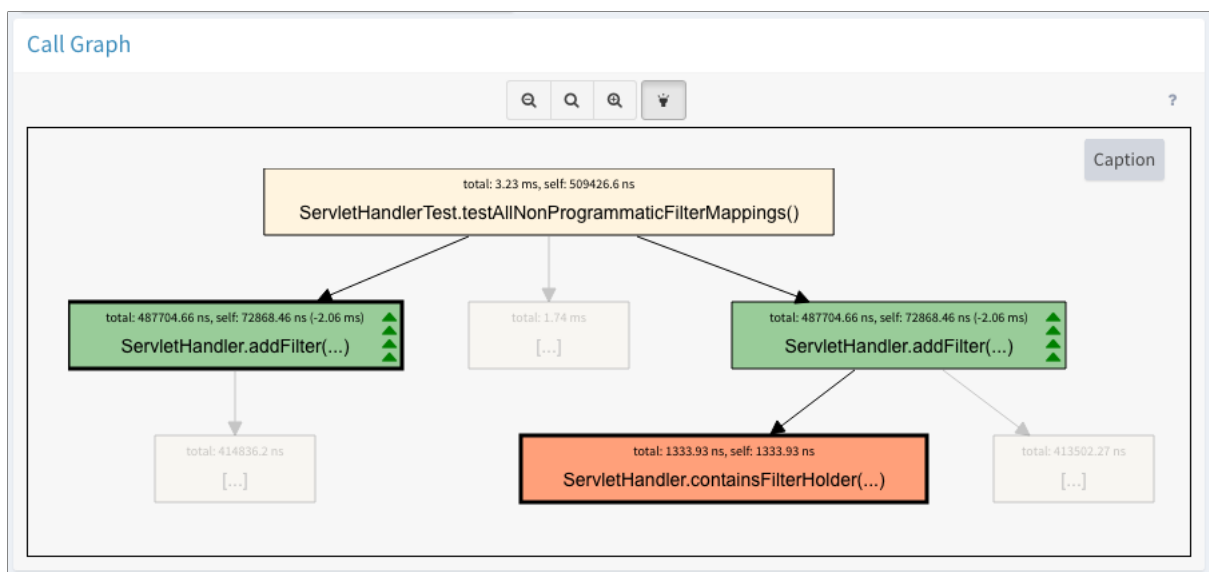 Call Graph
?
Caption
total: 3.23 ms, self: 509426.6 ns
ServletHandlerTest.testAllNonProgrammaticFilterMappings()
total: 487704.66 ns, self: 72868.46 ns (-2.06 ms)
ServletHandler.addFilter(...)
total: 1.74 ms
[...]
total: 487704.66 ns, self: 72868.46 ns (-2.06 ms)
ServletHandler.addFilter(...)
total: 414836.2 ns
[...]
total: 1333.93 ns, self: 1333.93 ns
ServletHandler.containsFilterHolder(...)
total: 413502.27 ns
[...]